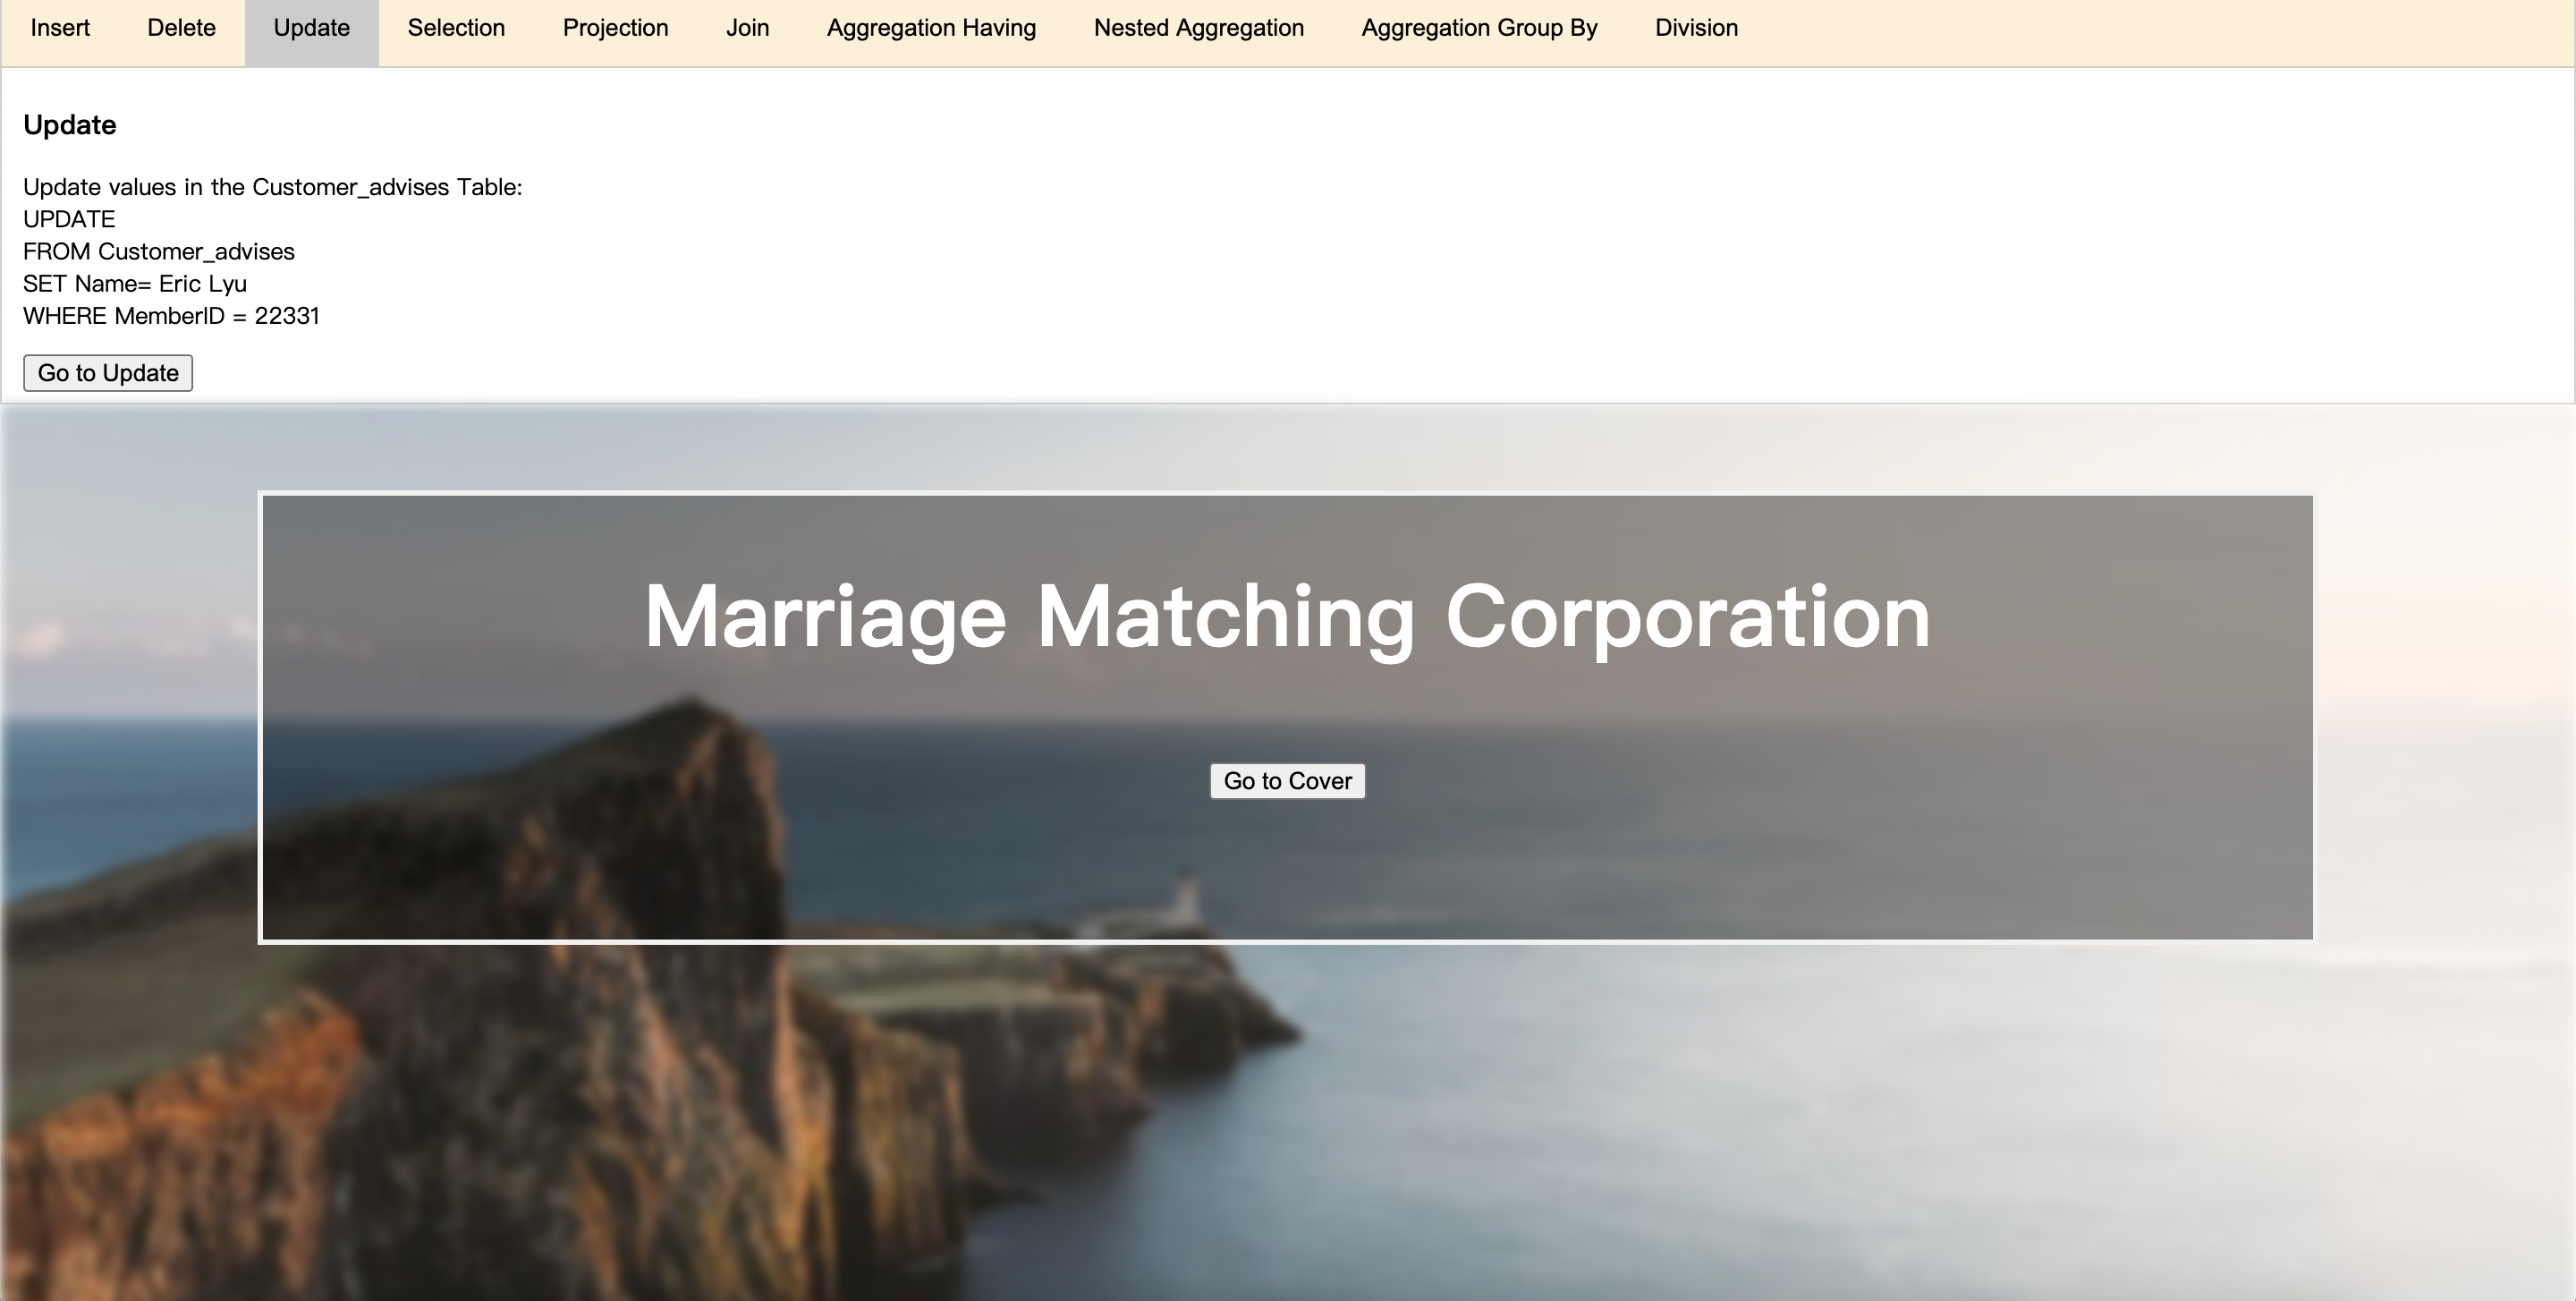 Insert Delete Update Selection Projection Join Aggregation Having Nested Aggregation Aggregation Group By Division
Update
Update values in the Customer_advises Table:
UPDATE
FROM Customer_advises
SET Name= Eric Lyu
WHERE MemberID = 22331
Go to Update
Marriage Matching Corporation
Go to Cover